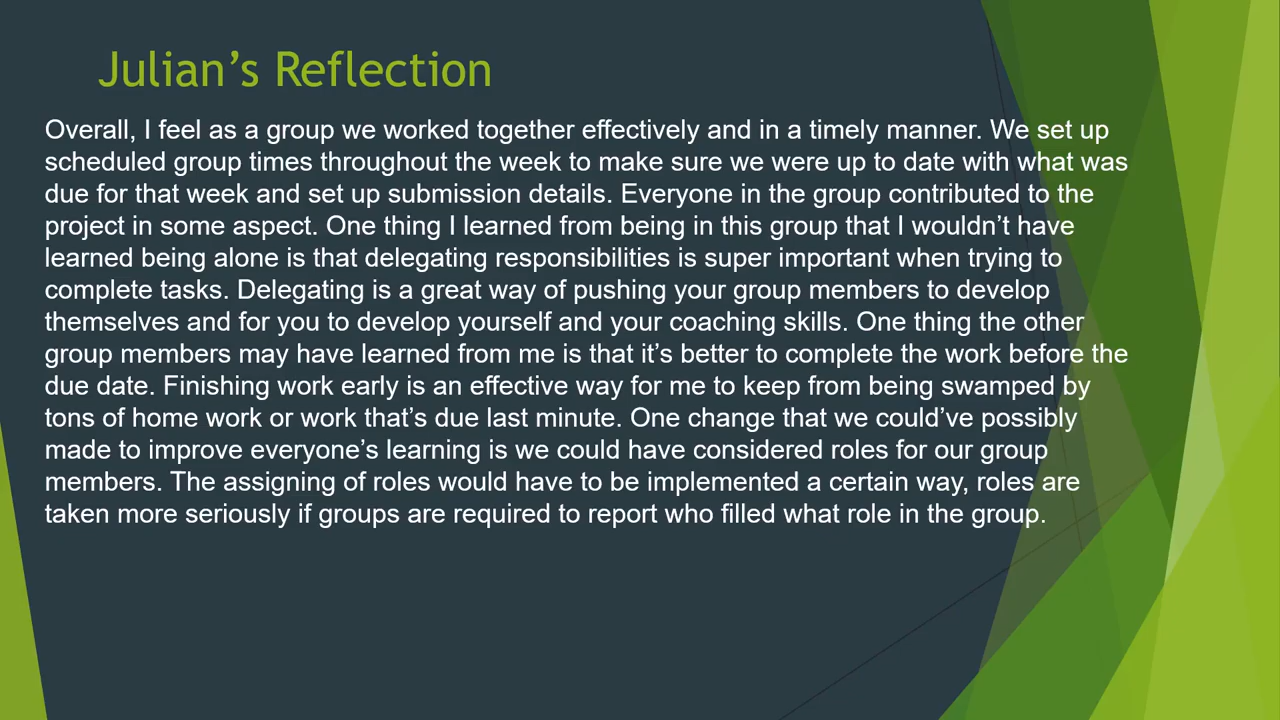 Julian’s Reflection
Overall, I feel as a group we worked together effectively and in a timely manner. We set up
scheduled group times throughout the week to make sure we were up to date with what was
due for that week and set up submission details. Everyone in the group contributed to the
project in some aspect. One thing I learned from being in this group that I wouldn’t have
learned being alone is that delegating responsibilities is super important when trying to
complete tasks. Delegating is a great way of pushing your group members to develop
themselves and for you to develop yourself and your coaching skills. One thing the other
group members may have learned from me is that it’s better to complete the work before the
due date. Finishing work early is an effective way for me to keep from being swamped by
tons of home work or work that’s due last minute. One change that we could’ve possibly
made to improve everyone’s learning is we could have considered roles for our group
members. The assigning of roles would have to be implemented a certain way, roles are
taken more seriously if groups are required to report who filled what role in the group.